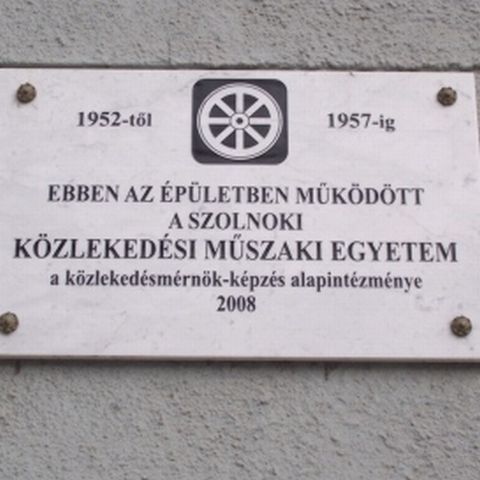 1952-től 1957-ig
EBBEN AZ ÉPÜLETBEN MŰKÖDÖTT
A SZOLNOKI
KÖZLEKEDÉSI MŰSZAKI EGYETEM
a közlekedésmérnök-képzés alapintézménye
2008